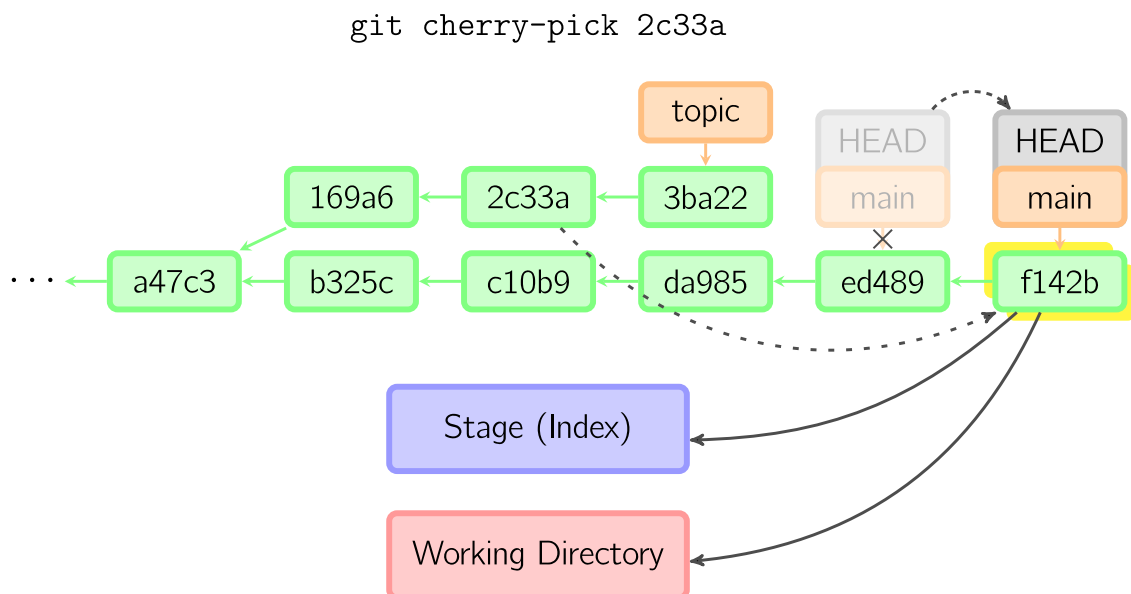 git cherry-pick 2c33a
topic
HEAD HEAD
169a6 2c33a 3ba22 main main
... a47c3 b325c c10b9 da985 ed489 f142b
Stage (Index)
Working Directory